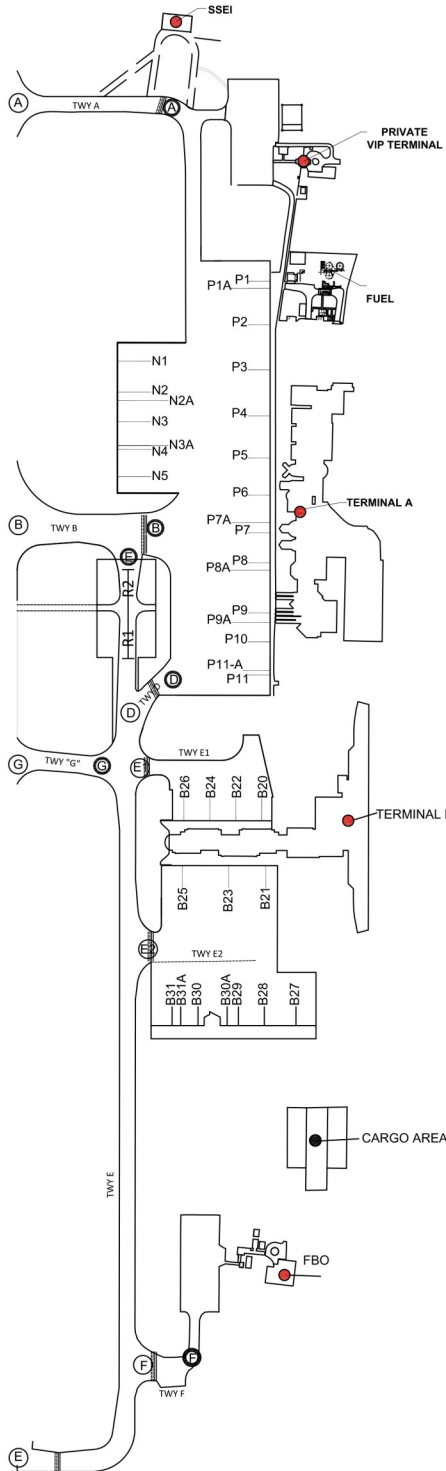 SSEI
A
TWY A
A
PRIVATE
VIP TERMINAL
FUEL
P1
P1A
P2
P3
P4
P5
P6
P7A
P7
P8
P8A
P9
P9A
P10
P11-A
P11
N1
N2
N2A
N3
N3A
N4
N5
TERMINAL A
B
TWY B
B
E
R2
R1
D
TWY D
D
G
TWY "G"
G
E
TWY E1
B26
B24
B22
B20
TERMINAL
B25
B23
B21
E2
TWY E2
B31
B31A
B30
B30A
B29
B28
B27
CARGO AREA
TWY E
FBO
F
F
TWY F
E